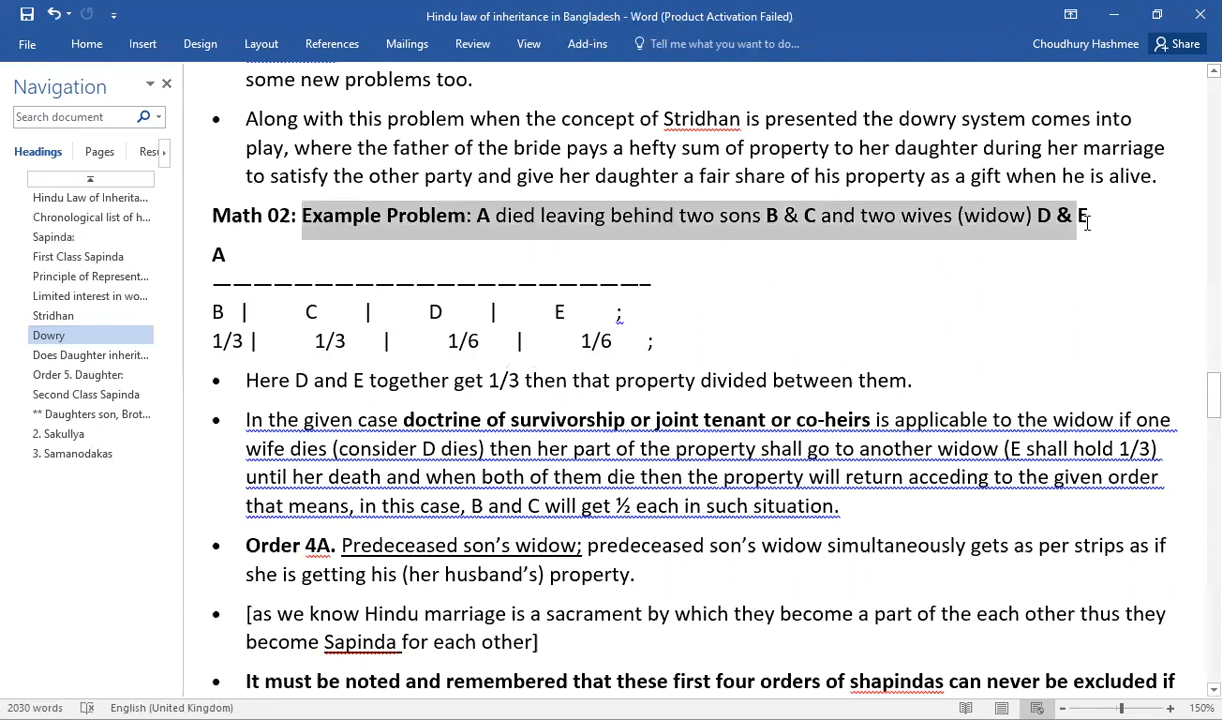 Hindu law of inheritance in Bangladesh - Word (Product Activation Failed)
File Home Insert Design Layout References Mailings Review View Add-ins Tell me what you want to do... Choudhury Hashmee Share
Navigation
Search document
Headings Pages Resu
Hindu Law of Inherita...
Sapinda:
First Class Sapinda
Principle of Represent...
Limited interest in wo...
Stridhan
Dowry
Does Daughter inherit...
Order 5. Daughter:
Second Class Sapinda
** Daughters son, Brot...
2. Sakullya
3. Samanodakas
some new problems too.
• Along with this problem when the concept of Stridhan is presented the dowry system comes into
play, where the father of the bride pays a hefty sum of property to her daughter during her marriage
to satisfy the other party and give her daughter a fair share of his property as a gift when he is alive.
Math 02: Example Problem: A died leaving behind two sons B & C and two wives (widow) D & E
A
——————————————————————–
B | C | D | E ;
1/3 | 1/3 | 1/6 | 1/6 ;
• Here D and E together get 1/3 then that property divided between them.
• In the given case doctrine of survivorship or joint tenant or co-heirs is applicable to the widow if one
wife dies (consider D dies) then her part of the property shall go to another widow (E shall hold 1/3)
until her death and when both of them die then the property will return acceding to the given order
that means, in this case, B and C will get ½ each in such situation.
• Order 4A. Predeceased son's widow; predeceased son's widow simultaneously gets as per strips as if
she is getting his (her husband's) property.
• [as we know Hindu marriage is a sacrament by which they become a part of the each other thus they
become Sapinda for each other]
• It must be noted and remembered that these first four orders of shapindas can never be excluded if
2030 words English (United Kingdom) 150%